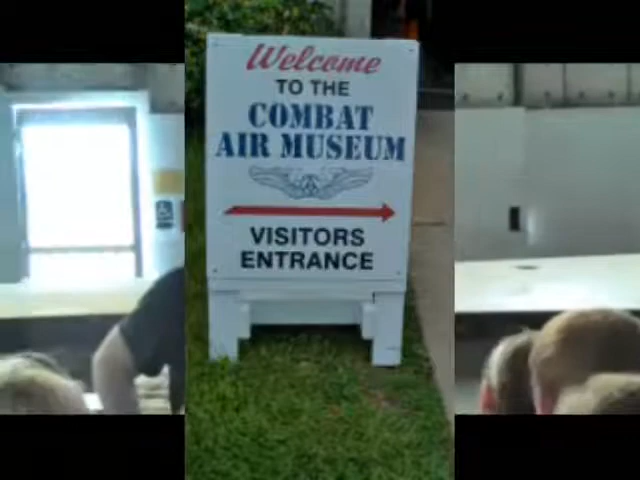 Welcome
TO THE
COMBAT
AIR MUSEUM
VISITORS
ENTRANCE